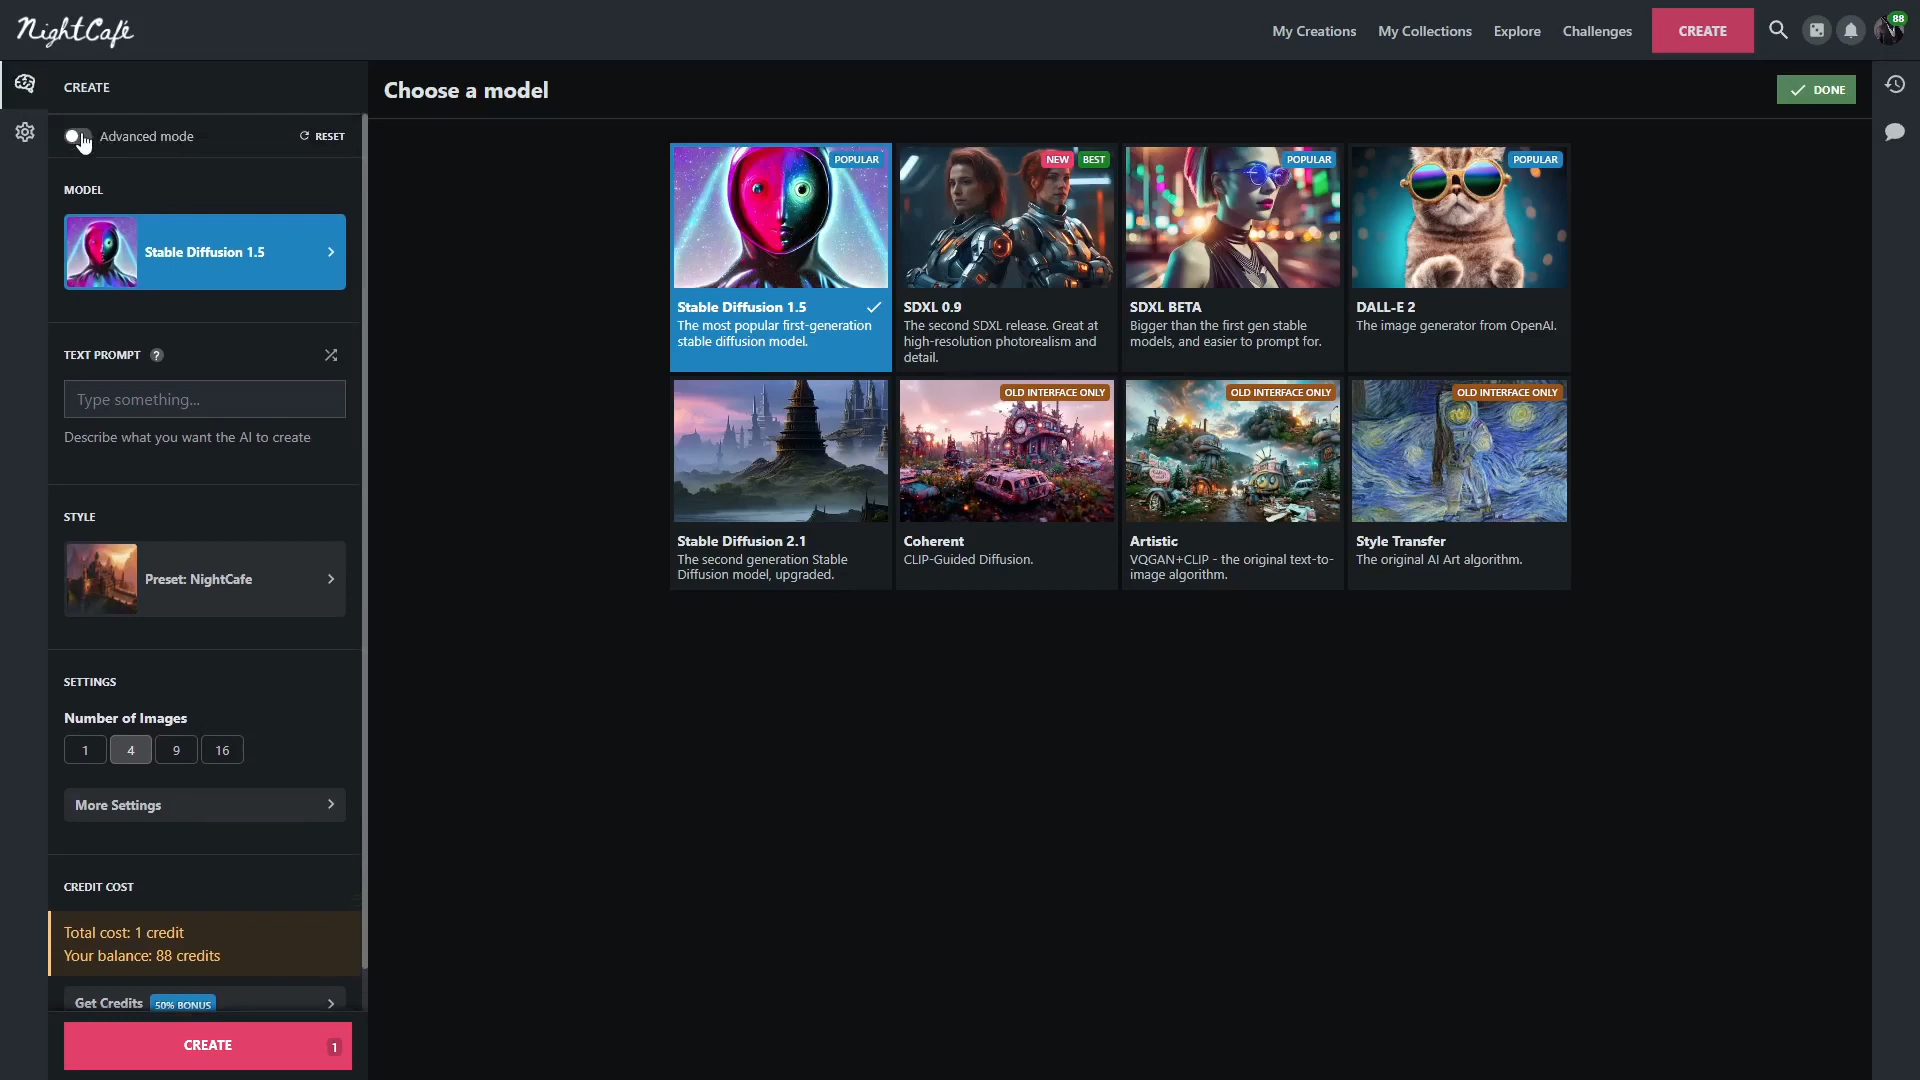 NightCafé
My Creations
My Collections
Explore
Challenges
CREATE
88
CREATE
Advanced mode
RESET
MODEL
Stable Diffusion 1.5
TEXT PROMPT ?
Type something...
Describe what you want the AI to create
STYLE
Preset: NightCafe
SETTINGS
Number of Images
1
4
9
16
More Settings
CREDIT COST
Total cost: 1 credit
Your balance: 88 credits
Get Credits 50% BONUS
CREATE 1
Choose a model
DONE
POPULAR
Stable Diffusion 1.5
The most popular first-generation
stable diffusion model.
NEW BEST
SDXL 0.9
The second SDXL release. Great at
high-resolution photorealism and
detail.
POPULAR
SDXL BETA
Bigger than the first gen stable
models, and easier to prompt for.
POPULAR
DALL-E 2
The image generator from OpenAI.
Stable Diffusion 2.1
The second generation Stable
Diffusion model, upgraded.
OLD INTERFACE ONLY
Coherent
CLIP-Guided Diffusion.
OLD INTERFACE ONLY
Artistic
VQGAN+CLIP - the original text-to-
image algorithm.
OLD INTERFACE ONLY
Style Transfer
The original AI Art algorithm.